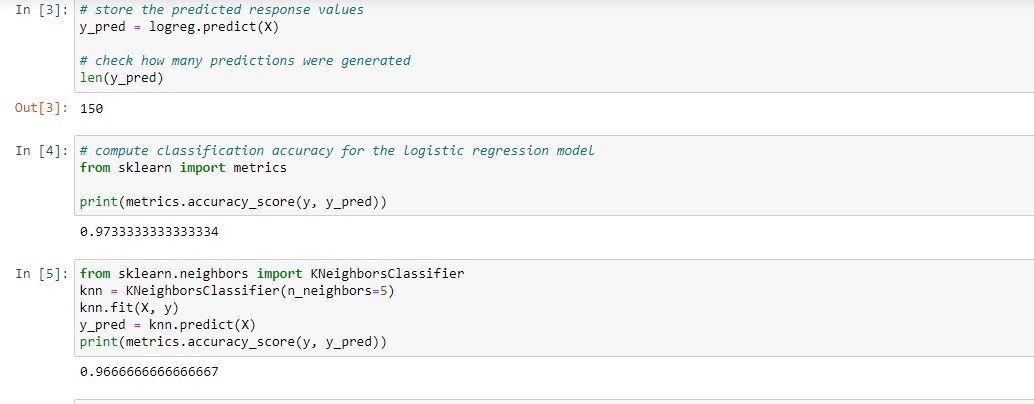 In [3]: # store the predicted response values
y_pred = logreg.predict(X)
# check how many predictions were generated
len(y_pred)
Out[3]: 150
In [4]: # compute classification accuracy for the logistic regression model
from sklearn import metrics
print(metrics.accuracy_score(y, y_pred))
0.9733333333333334
In [5]: from sklearn.neighbors import KNeighborsClassifier
knn = KNeighborsClassifier(n_neighbors=5)
knn.fit(X, y)
y_pred = knn.predict(X)
print(metrics.accuracy_score(y, y_pred))
0.9666666666666667